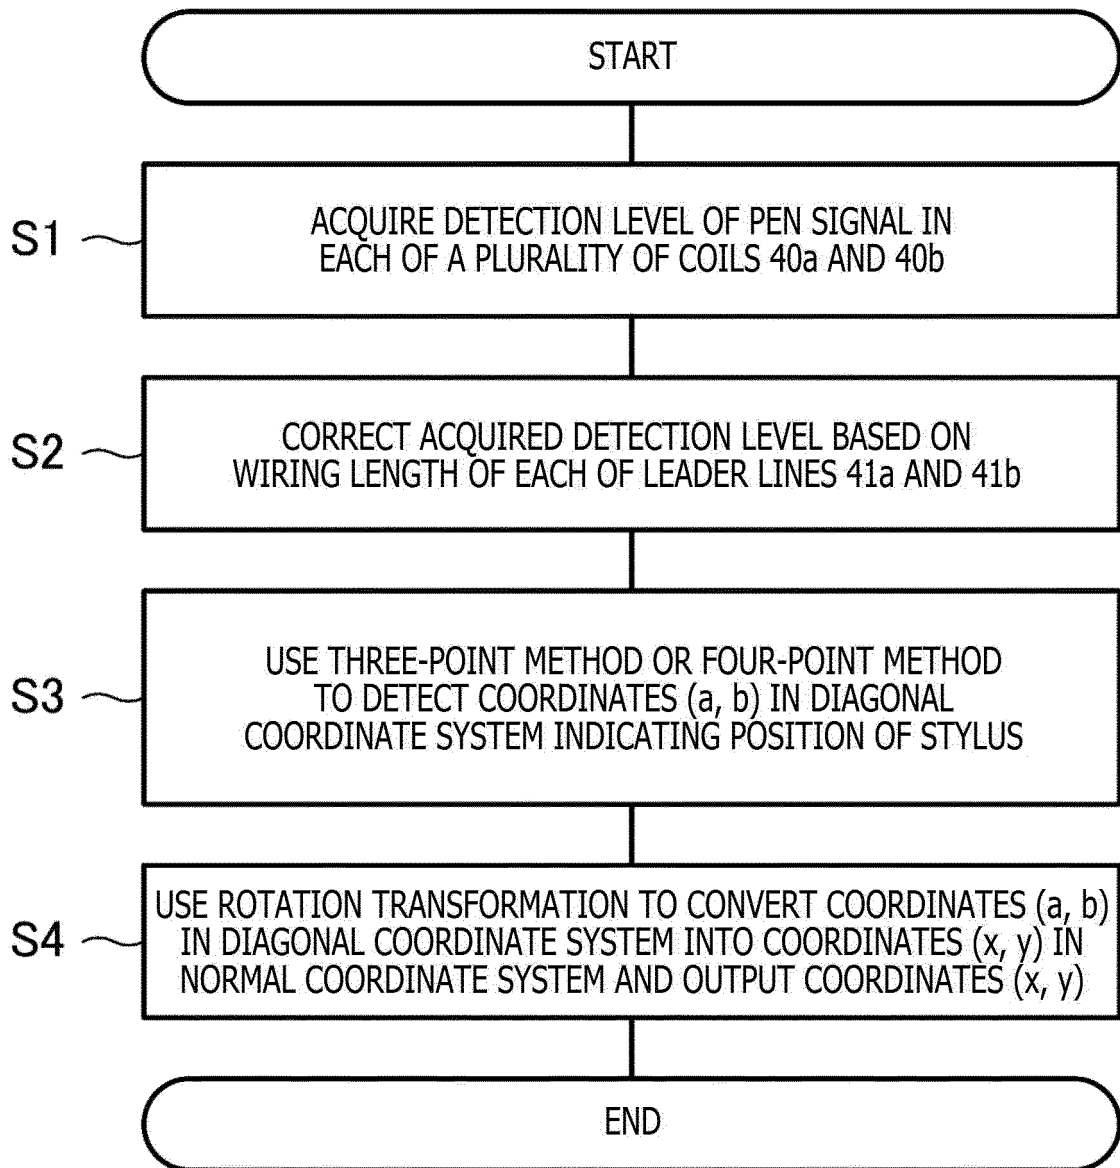 START
S1
ACQUIRE DETECTION LEVEL OF PEN SIGNAL IN
EACH OF A PLURALITY OF COILS 40a AND 40b
S2
CORRECT ACQUIRED DETECTION LEVEL BASED ON
WIRING LENGTH OF EACH OF LEADER LINES 41a AND 41b
S3
USE THREE-POINT METHOD OR FOUR-POINT METHOD
TO DETECT COORDINATES (a, b) IN DIAGONAL
COORDINATE SYSTEM INDICATING POSITION OF STYLUS
S4
USE ROTATION TRANSFORMATION TO CONVERT COORDINATES (a, b)
IN DIAGONAL COORDINATE SYSTEM INTO COORDINATES (x, y) IN
NORMAL COORDINATE SYSTEM AND OUTPUT COORDINATES (x, y)
END